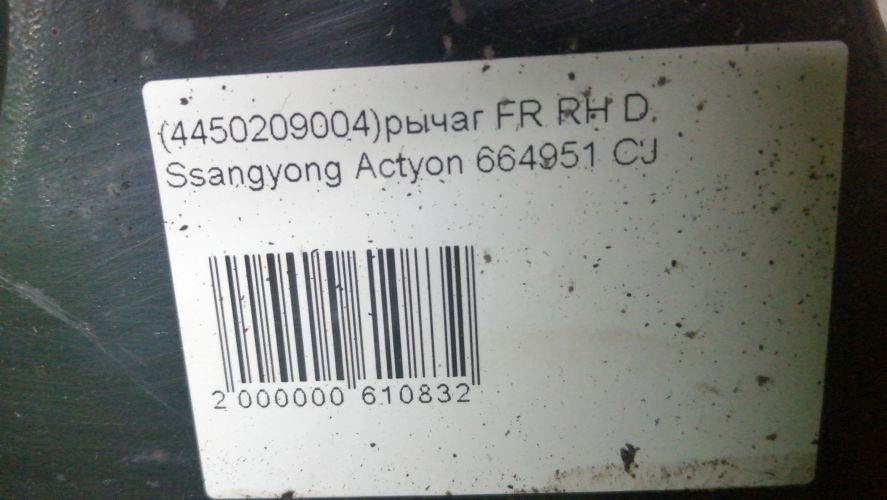 (4450209004)рычаг FR RH D.
Ssangyong Actyon 664951 CJ
2 000000 610832